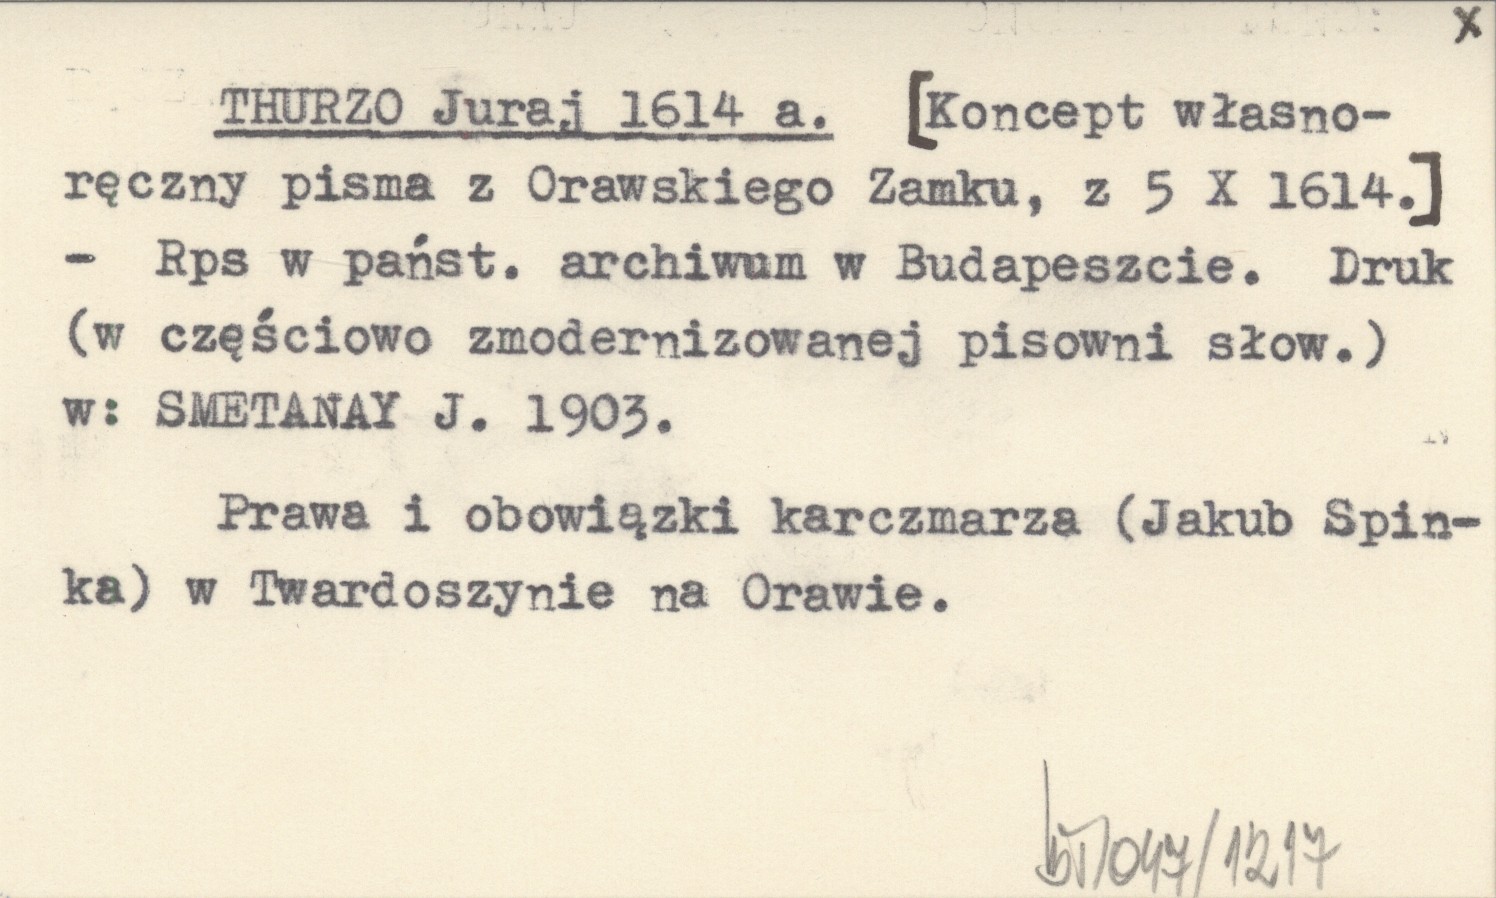 x
THURZO Juraj 1614 a. [Koncept własno-
ręczny pisma z Orawskiego Zamku, z 5 X 1614.]
- Rps w państ. archiwum w Budapeszcie. Druk
(w częściowo zmodernizowanej pisowni słow.)
w: SMETANAY J. 1903.
Prawa i obowiązki karczmarza (Jakub Spin-
ka) w Twardoszynie na Orawie.
047/1217